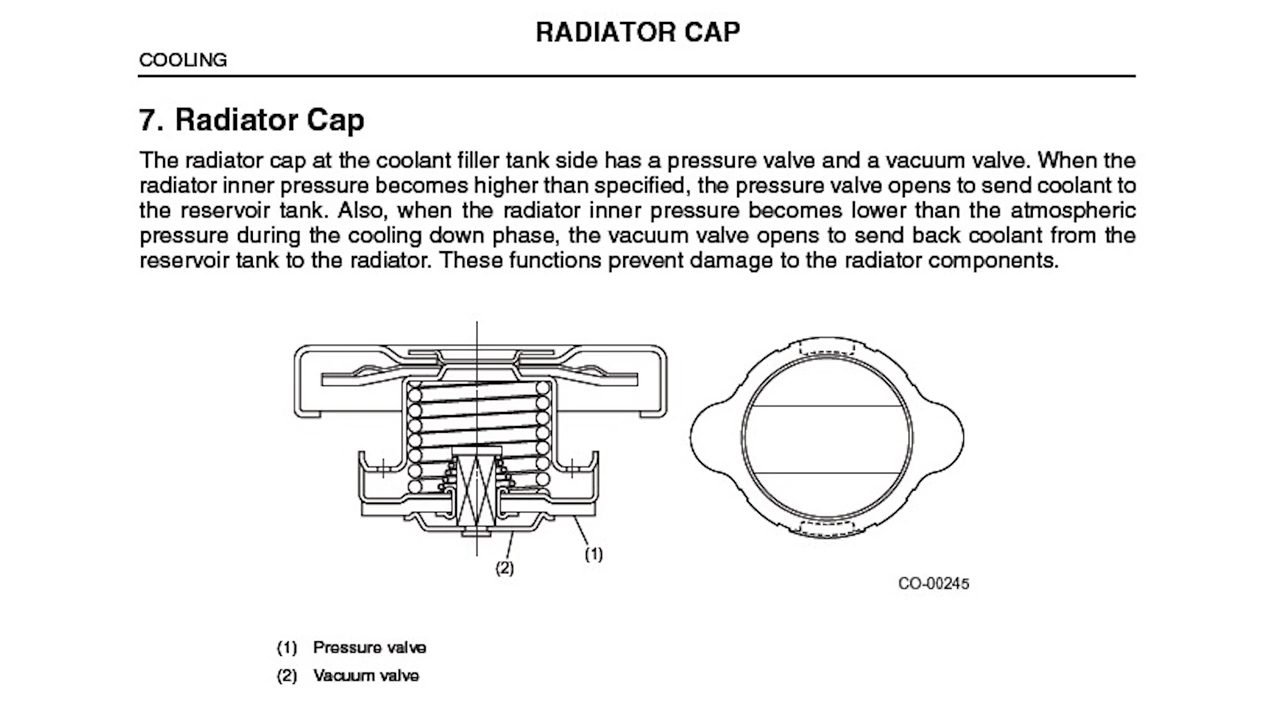 RADIATOR CAP
COOLING
7. Radiator Cap
The radiator cap at the coolant filler tank side has a pressure valve and a vacuum valve. When the
radiator inner pressure becomes higher than specified, the pressure valve opens to send coolant to
the reservoir tank. Also, when the radiator inner pressure becomes lower than the atmospheric
pressure during the cooling down phase, the vacuum valve opens to send back coolant from the
reservoir tank to the radiator. These functions prevent damage to the radiator components.
(1)
(2)
CO-00245
(1) Pressure valve
(2) Vacuum valve